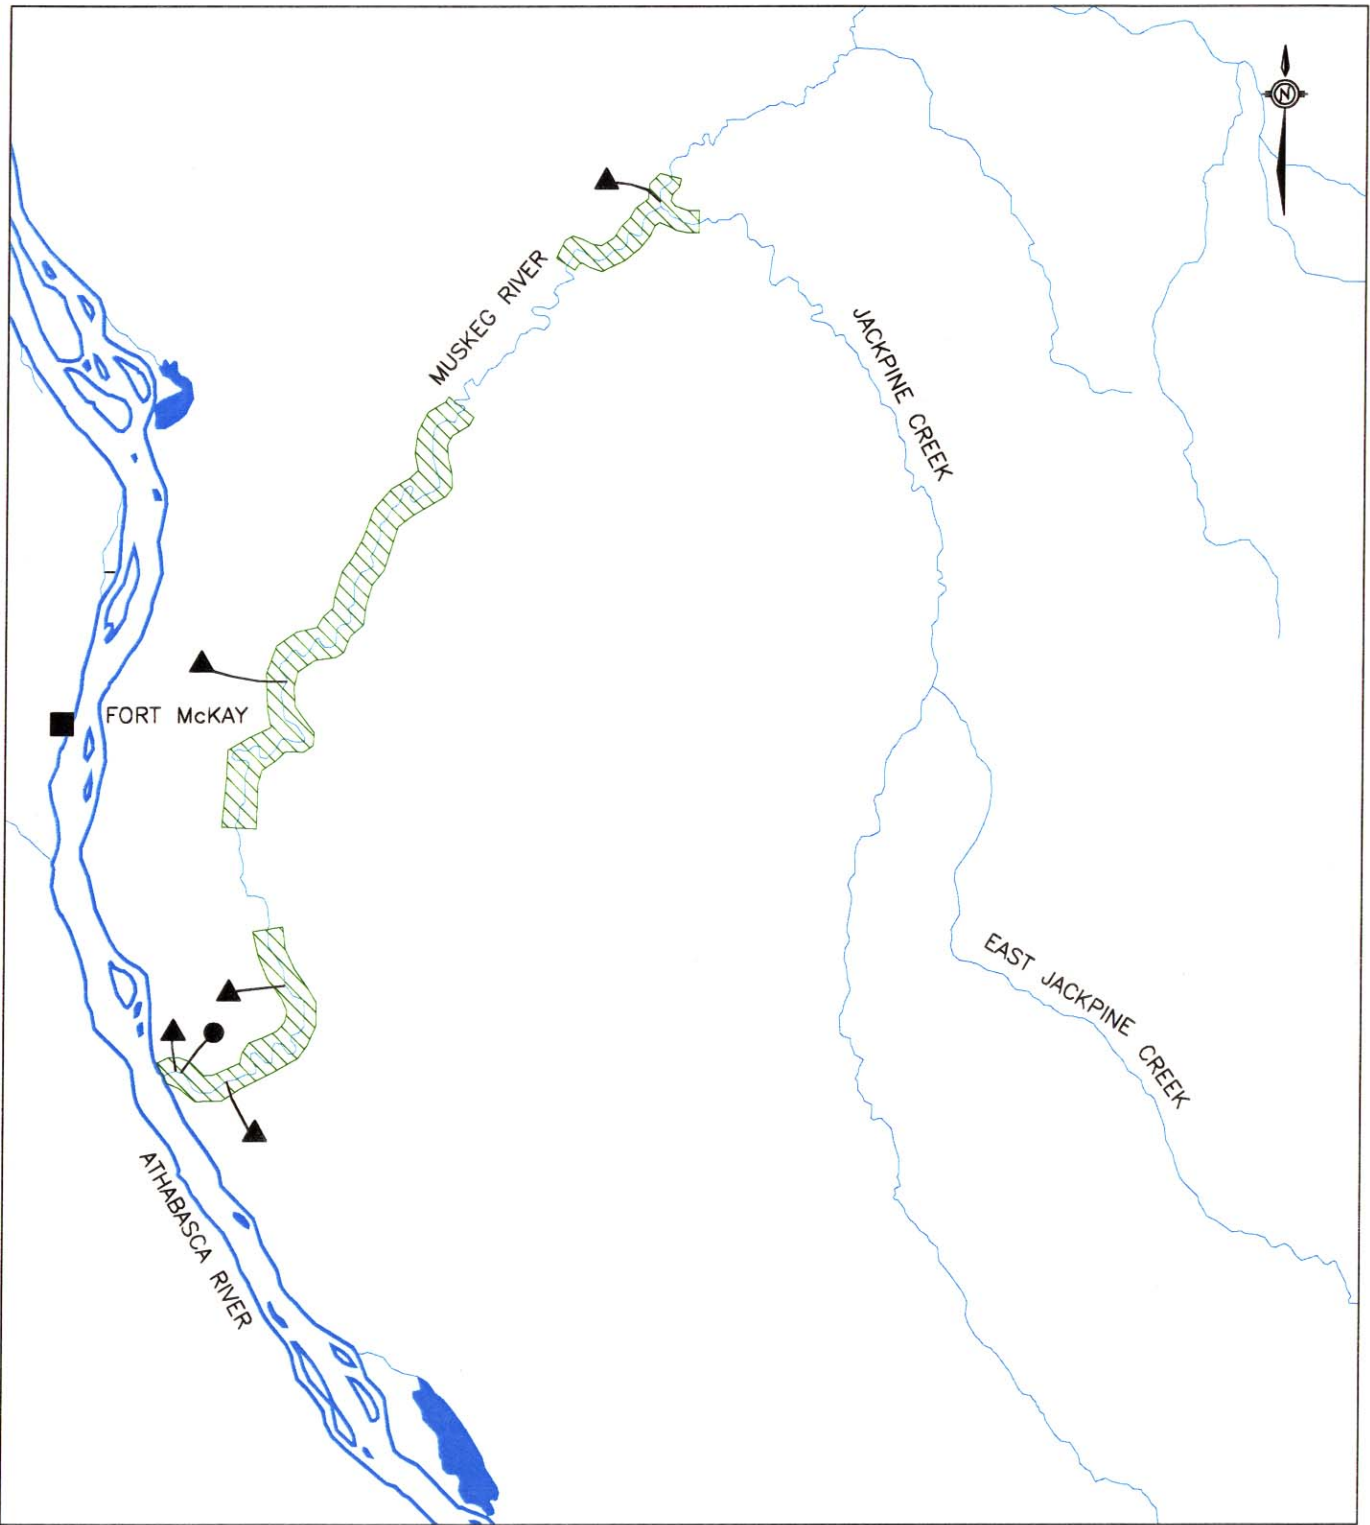 N
MUSKEG RIVER
JACKPINE CREEK
FORT McKAY
EAST JACKPINE CREEK
ATHABASCA RIVER